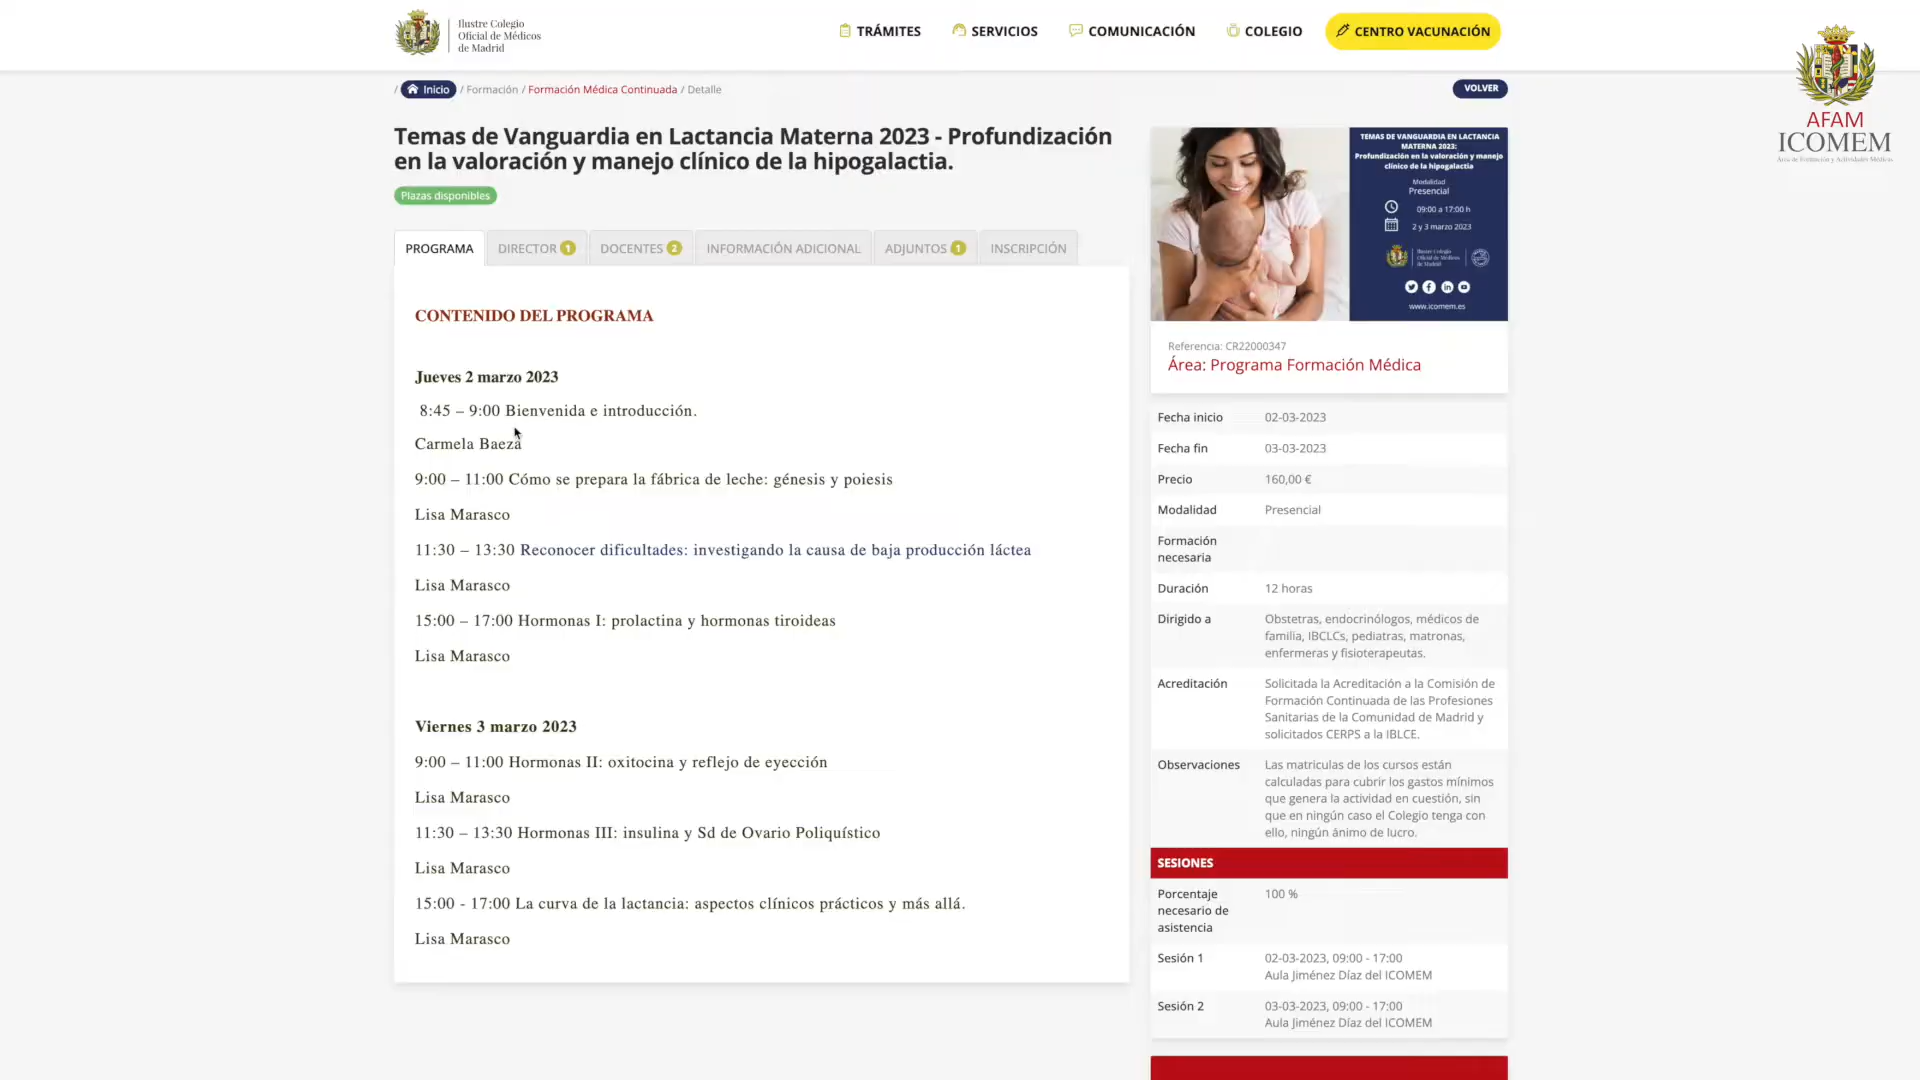 Ilustre Colegio
Oficial de Médicos
de Madrid
TRÁMITES
SERVICIOS
COMUNICACIÓN
COLEGIO
CENTRO VACUNACIÓN
AFAM
ICOMEM
Área de Formación y Actividades Médicas
/ Inicio / Formación / Formación Médica Continuada / Detalle
VOLVER
Temas de Vanguardia en Lactancia Materna 2023 - Profundización
en la valoración y manejo clínico de la hipogalactia.
Plazas disponibles
PROGRAMA
DIRECTOR 1
DOCENTES 2
INFORMACIÓN ADICIONAL
ADJUNTOS 1
INSCRIPCIÓN
CONTENIDO DEL PROGRAMA
Jueves 2 marzo 2023
8:45 – 9:00 Bienvenida e introducción.
Carmela Baeza
9:00 – 11:00 Cómo se prepara la fábrica de leche: génesis y poiesis
Lisa Marasco
11:30 – 13:30 Reconocer dificultades: investigando la causa de baja producción láctea
Lisa Marasco
15:00 – 17:00 Hormonas I: prolactina y hormonas tiroideas
Lisa Marasco
Viernes 3 marzo 2023
9:00 – 11:00 Hormonas II: oxitocina y reflejo de eyección
Lisa Marasco
11:30 – 13:30 Hormonas III: insulina y Sd de Ovario Poliquístico
Lisa Marasco
15:00 - 17:00 La curva de la lactancia: aspectos clínicos prácticos y más allá.
Lisa Marasco
TEMAS DE VANGUARDIA EN LACTANCIA
MATERNA 2023:
Profundización en la valoración y manejo
clínico de la hipogalactia
Modalidad
Presencial
09:00 a 17:00 h
2 y 3 marzo 2023
Ilustre Colegio
Oficial de Médicos
de Madrid
www.icomem.es
Referencia: CR22000347
Área: Programa Formación Médica
Fecha inicio 02-03-2023
Fecha fin 03-03-2023
Precio 160,00 €
Modalidad Presencial
Formación
necesaria
Duración 12 horas
Dirigido a Obstetras, endocrinólogos, médicos de
familia, IBCLCs, pediatras, matronas,
enfermeras y fisioterapeutas.
Acreditación Solicitada la Acreditación a la Comisión de
Formación Continuada de las Profesiones
Sanitarias de la Comunidad de Madrid y
solicitados CERPS a la IBLCE.
Observaciones Las matriculas de los cursos están
calculadas para cubrir los gastos mínimos
que genera la actividad en cuestión, sin
que en ningún caso el Colegio tenga con
ello, ningún ánimo de lucro.
SESIONES
Porcentaje 100 %
necesario de
asistencia
Sesión 1 02-03-2023, 09:00 - 17:00
Aula Jiménez Díaz del ICOMEM
Sesión 2 03-03-2023, 09:00 - 17:00
Aula Jiménez Díaz del ICOMEM